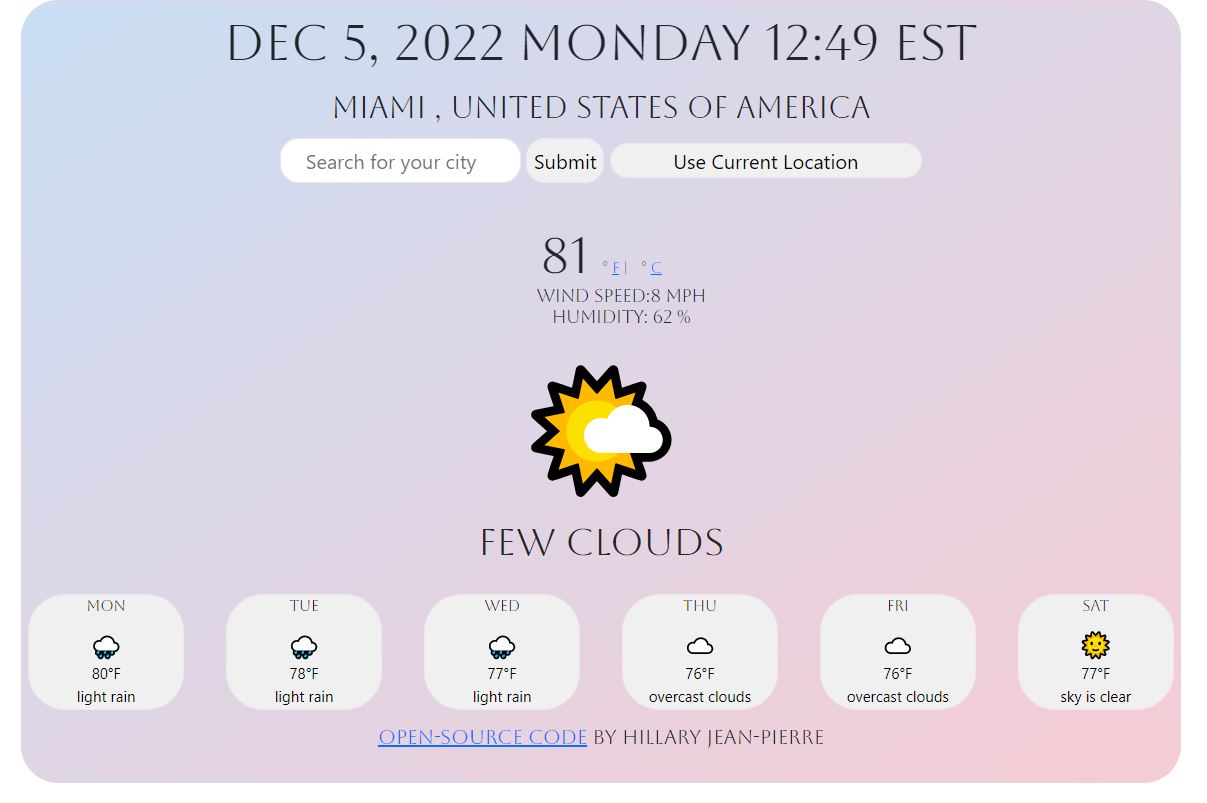 DEC 5, 2022 MONDAY 12:49 EST
MIAMI , UNITED STATES OF AMERICA
Search for your city Submit Use Current Location
81 °F| °C
WIND SPEED:8 MPH
HUMIDITY: 62 %
FEW CLOUDS
MON TUE WED THU FRI SAT
80°F 78°F 77°F 76°F 76°F 77°F
light rain light rain light rain overcast clouds overcast clouds sky is clear
OPEN-SOURCE CODE BY HILLARY JEAN-PIERRE